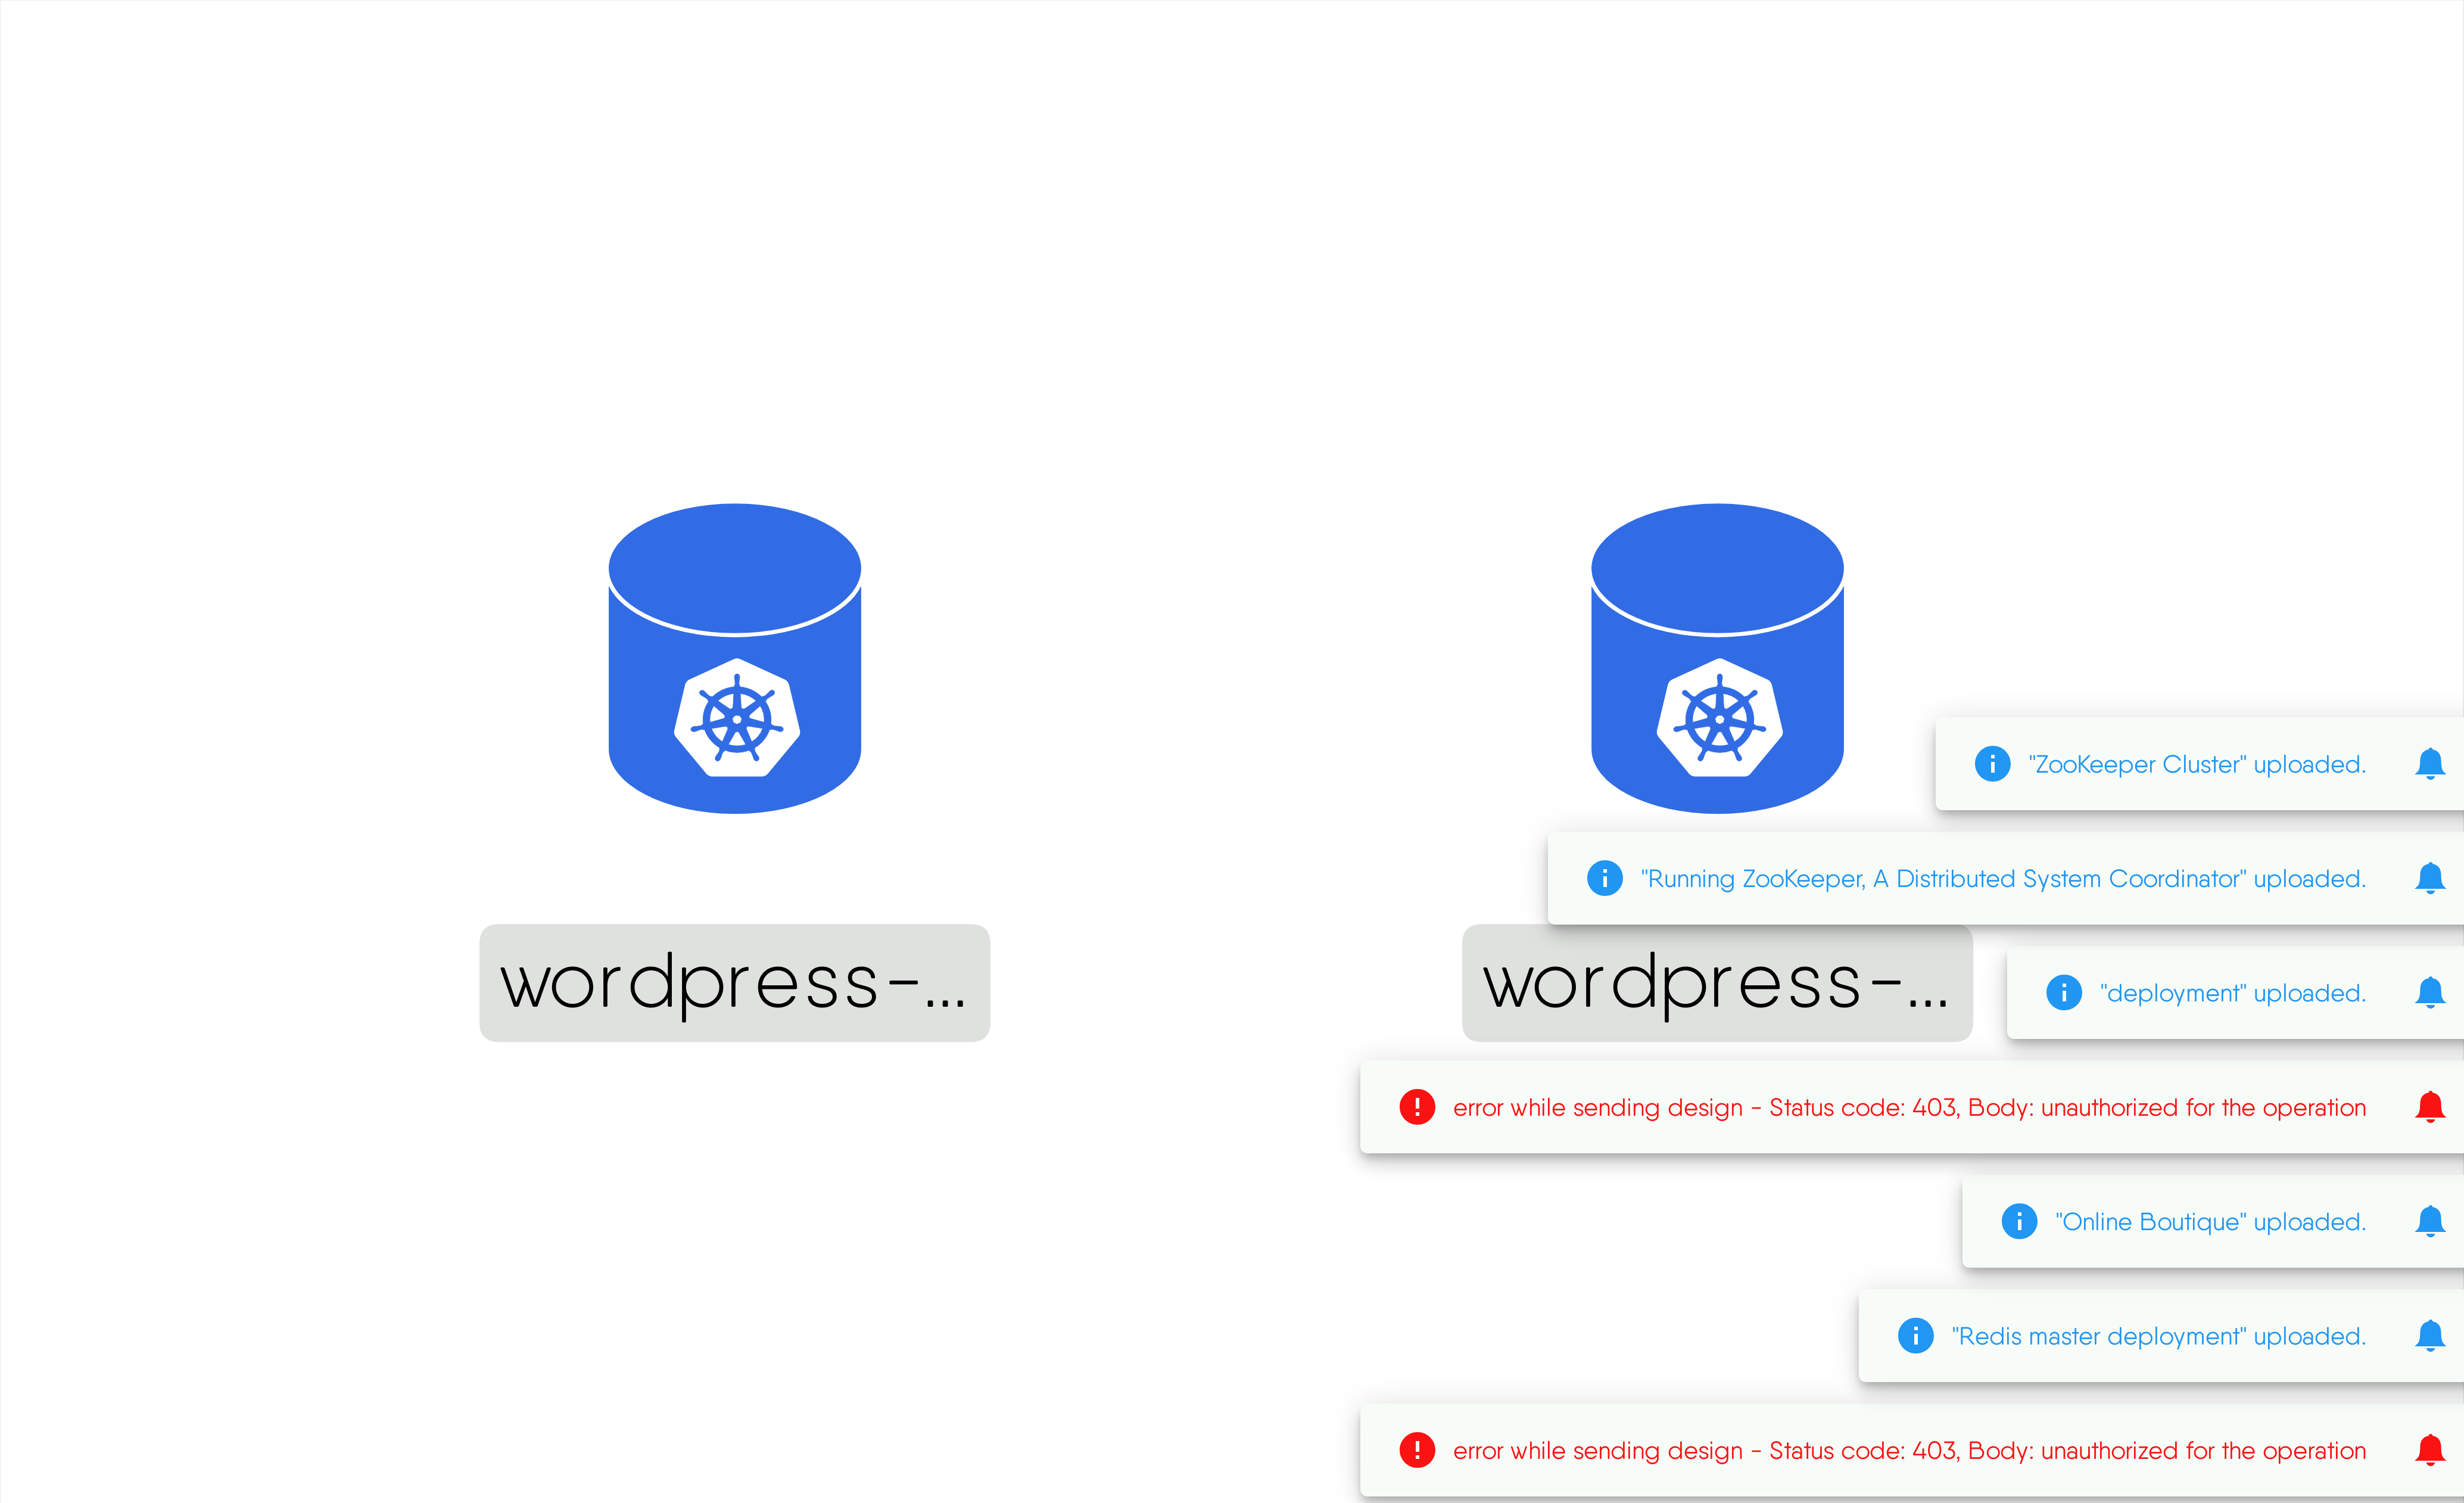 "ZooKeeper Cluster" uploaded.
"Running ZooKeeper, A Distributed System Coordinator" uploaded.
wordpress-...
wordpress-...
"deployment" uploaded.
error while sending design - Status code: 403, Body: unauthorized for the operation
"Online Boutique" uploaded.
"Redis master deployment" uploaded.
error while sending design - Status code: 403, Body: unauthorized for the operation